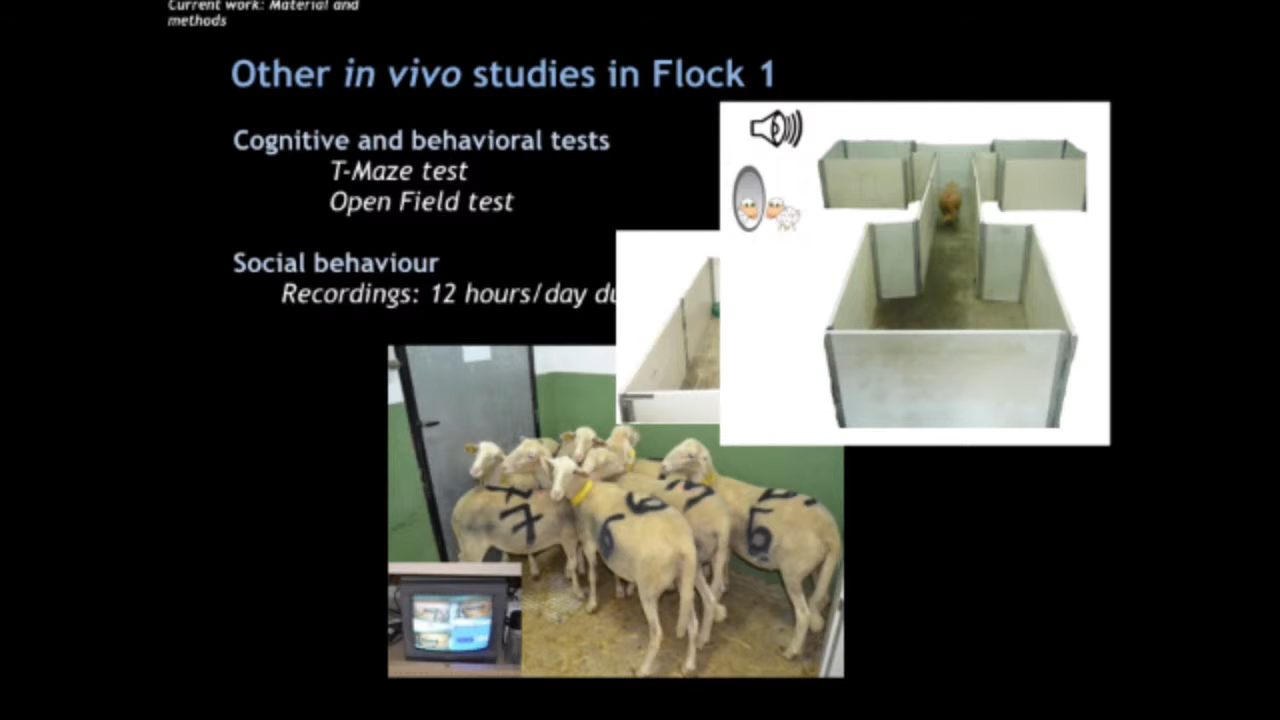 Current work: Material and
methods
Other in vivo studies in Flock 1
Cognitive and behavioral tests
T-Maze test
Open Field test
Social behaviour
Recordings: 12 hours/day